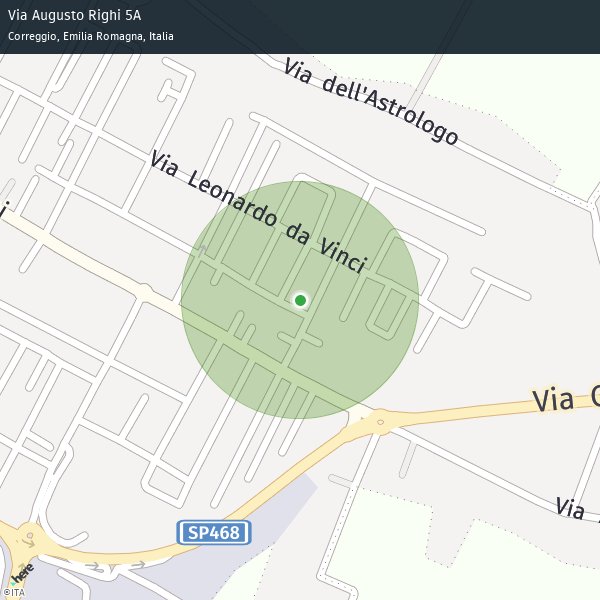 Via Augusto Righi 5A
Correggio, Emilia Romagna, Italia
Via dell'Astrologo
Via Leonardo da Vinci
i
Via
Via
SP468
here
©ITA